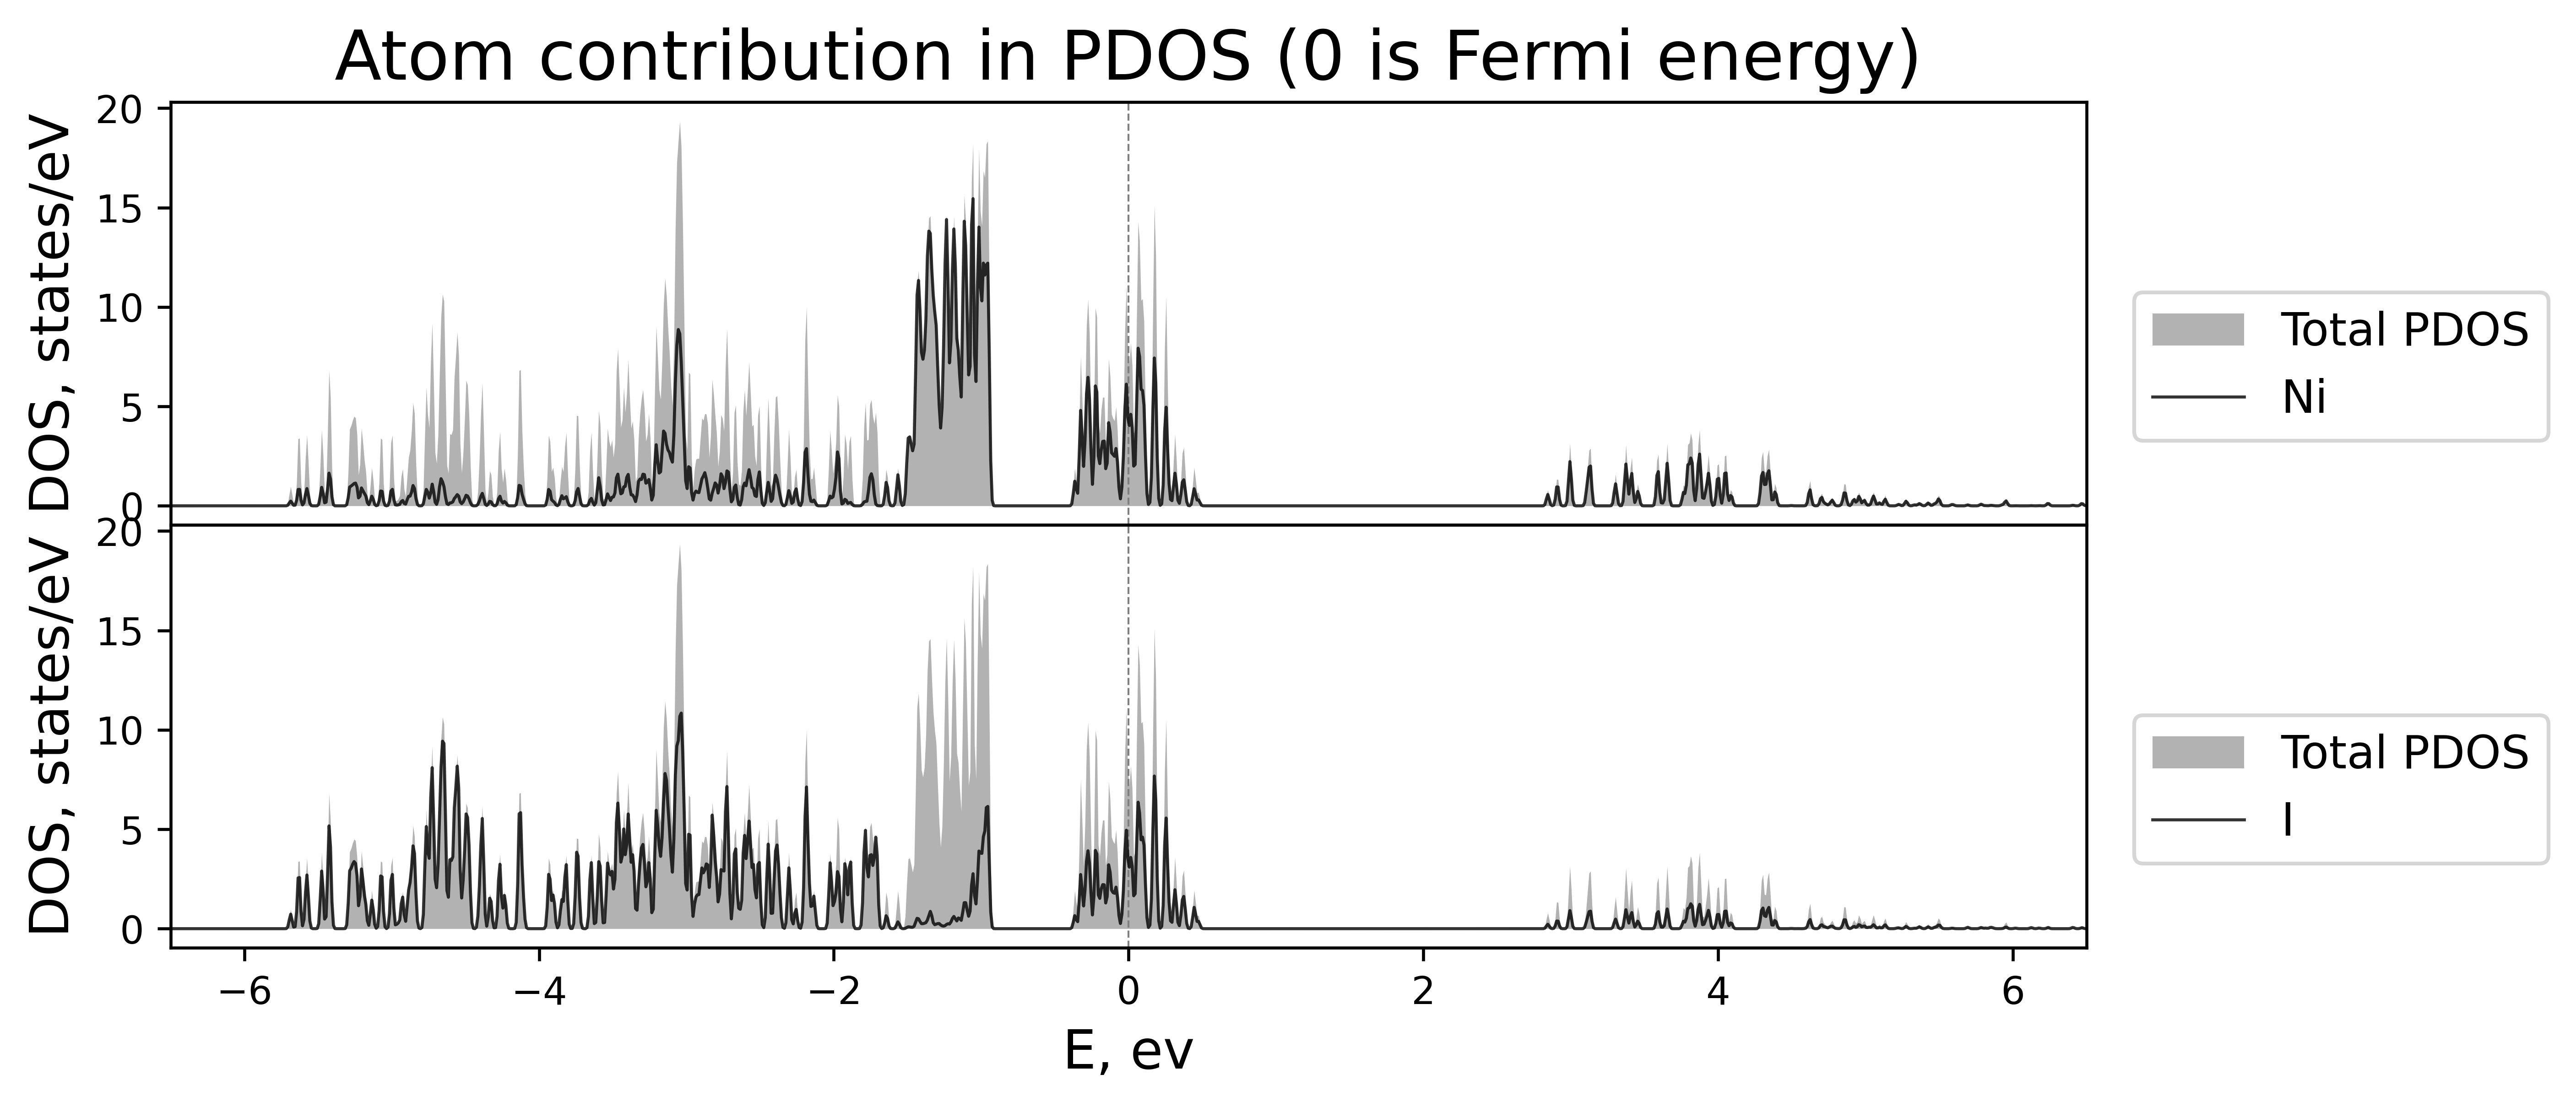 Atom contribution in PDOS (0 is Fermi energy)
DOS, states/eV
20
15
10
5
0
Total PDOS
Ni
DOS, states/eV
20
15
10
5
0
Total PDOS
I
−6 −4 −2 0 2 4 6
E, ev